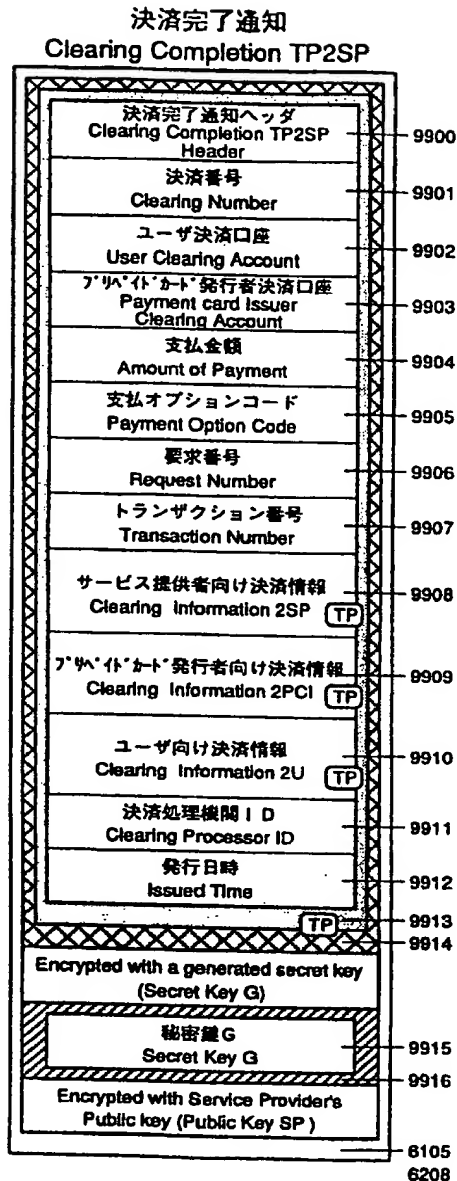 決済完了通知
Clearing Completion TP2SP
決済完了通知ヘッダ
Clearing Completion TP2SP
Header
9900
決済番号
Clearing Number
9901
ユーザ決済口座
User Clearing Account
9902
プリペイドカード発行者決済口座
Payment card Issuer
Clearing Account
9903
支払金額
Amount of Payment
9904
支払オプションコード
Payment Option Code
9905
要求番号
Request Number
9906
トランザクション番号
Transaction Number
9907
サービス提供者向け決済情報
Clearing Information 2SP
TP
9908
プリペイドカード発行者向け決済情報
Clearing Information 2PCI
TP
9909
ユーザ向け決済情報
Clearing Information 2U
TP
9910
決済処理機関ID
Clearing Processor ID
9911
発行日時
Issued Time
9912
TP
9913
9914
Encrypted with a generated secret key
(Secret Key G)
秘密鍵G
Secret Key G
9915
9916
Encrypted with Service Provider's
Public key (Public Key SP )
6105
6208